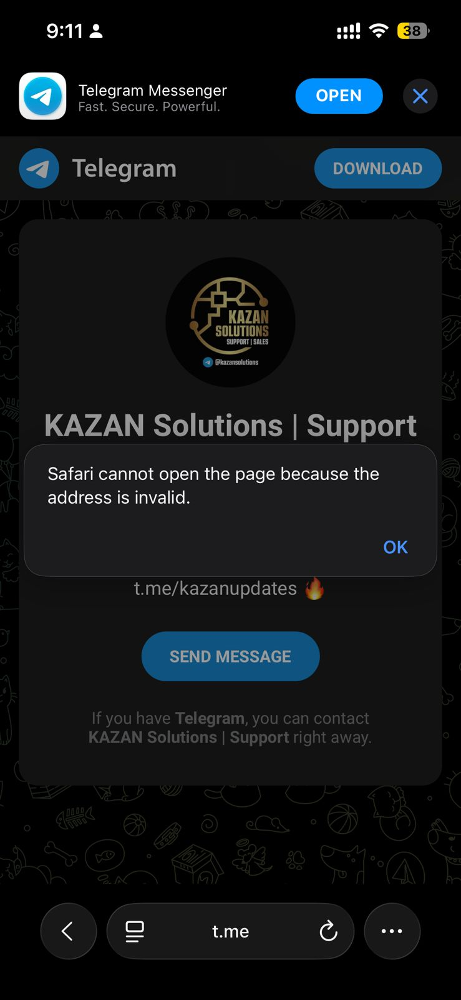 9:11
38
Telegram Messenger
Fast. Secure. Powerful.
OPEN
Telegram
DOWNLOAD
KAZAN
SOLUTIONS
SUPPORT | SALES
@kazansolutions
KAZAN Solutions | Support
Safari cannot open the page because the
address is invalid.
OK
t.me/kazanupdates 🔥
SEND MESSAGE
If you have Telegram, you can contact
KAZAN Solutions | Support right away.
t.me